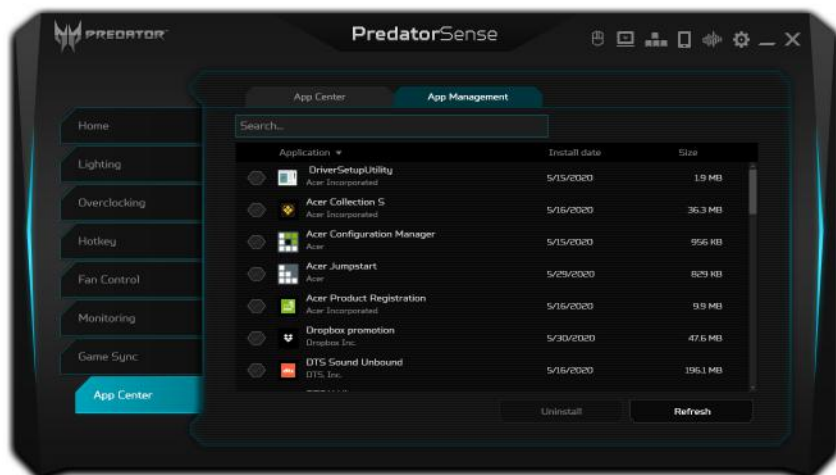 PREDATOR
PredatorSense
App Center
App Management
Home
Lighting
Overclocking
Hotkey
Fan Control
Monitoring
Game Sync
App Center
Search...
Application Install date Size
DriverSetupUtility
Acer Incorporated
5/15/2020 1.9 MB
Acer Collection S
Acer Incorporated
5/16/2020 36.3 MB
Acer Configuration Manager
Acer
5/15/2020 956 KB
Acer Jumpstart
Acer
5/29/2020 829 KB
Acer Product Registration
Acer Incorporated
5/16/2020 9.9 MB
Dropbox promotion
Dropbox Inc.
5/30/2020 47.6 MB
DTS Sound Unbound
DTS, Inc.
5/16/2020 196.1 MB
Uninstall
Refresh